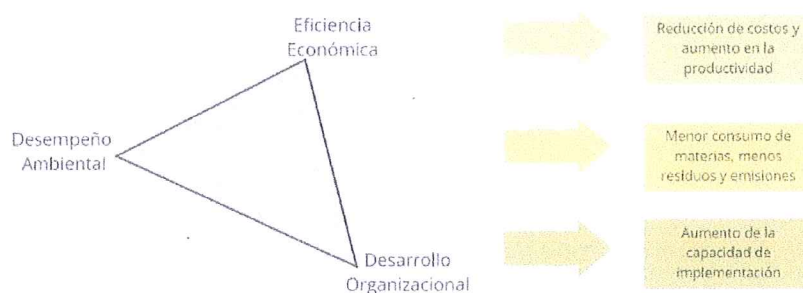 Eficiencia
Económica
Reducción de costos y
aumento en la
productividad
Desempeño
Ambiental
Menor consumo de
materias, menos
residuos y emisiones
Desarrollo
Organizacional
Aumento de la
capacidad de
implementación